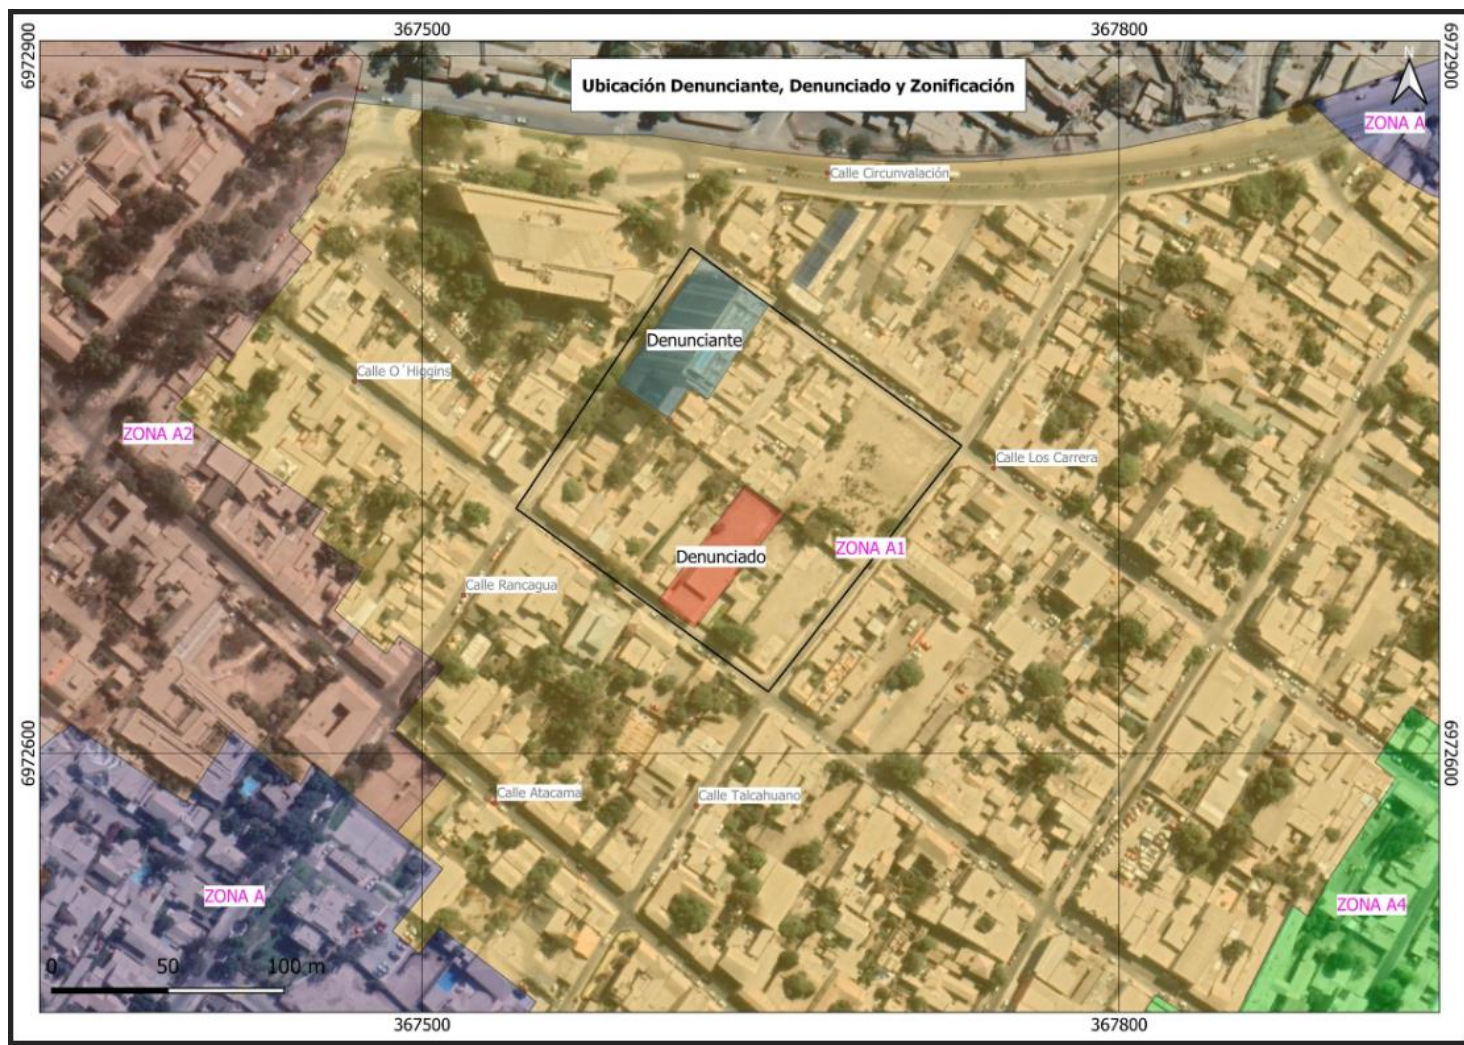 367500
367800
6972900
6972900
N
Ubicación Denunciante, Denunciado y Zonificación
ZONA A
Calle Circunvalación
Denunciante
Calle O´Higgins
ZONA A2
Calle Los Carrera
Denunciado
ZONA A1
Calle Rancagua
6972600
6972600
Calle Atacama
Calle Talcahuano
ZONA A
ZONA A4
0 50 100 m
367500
367800